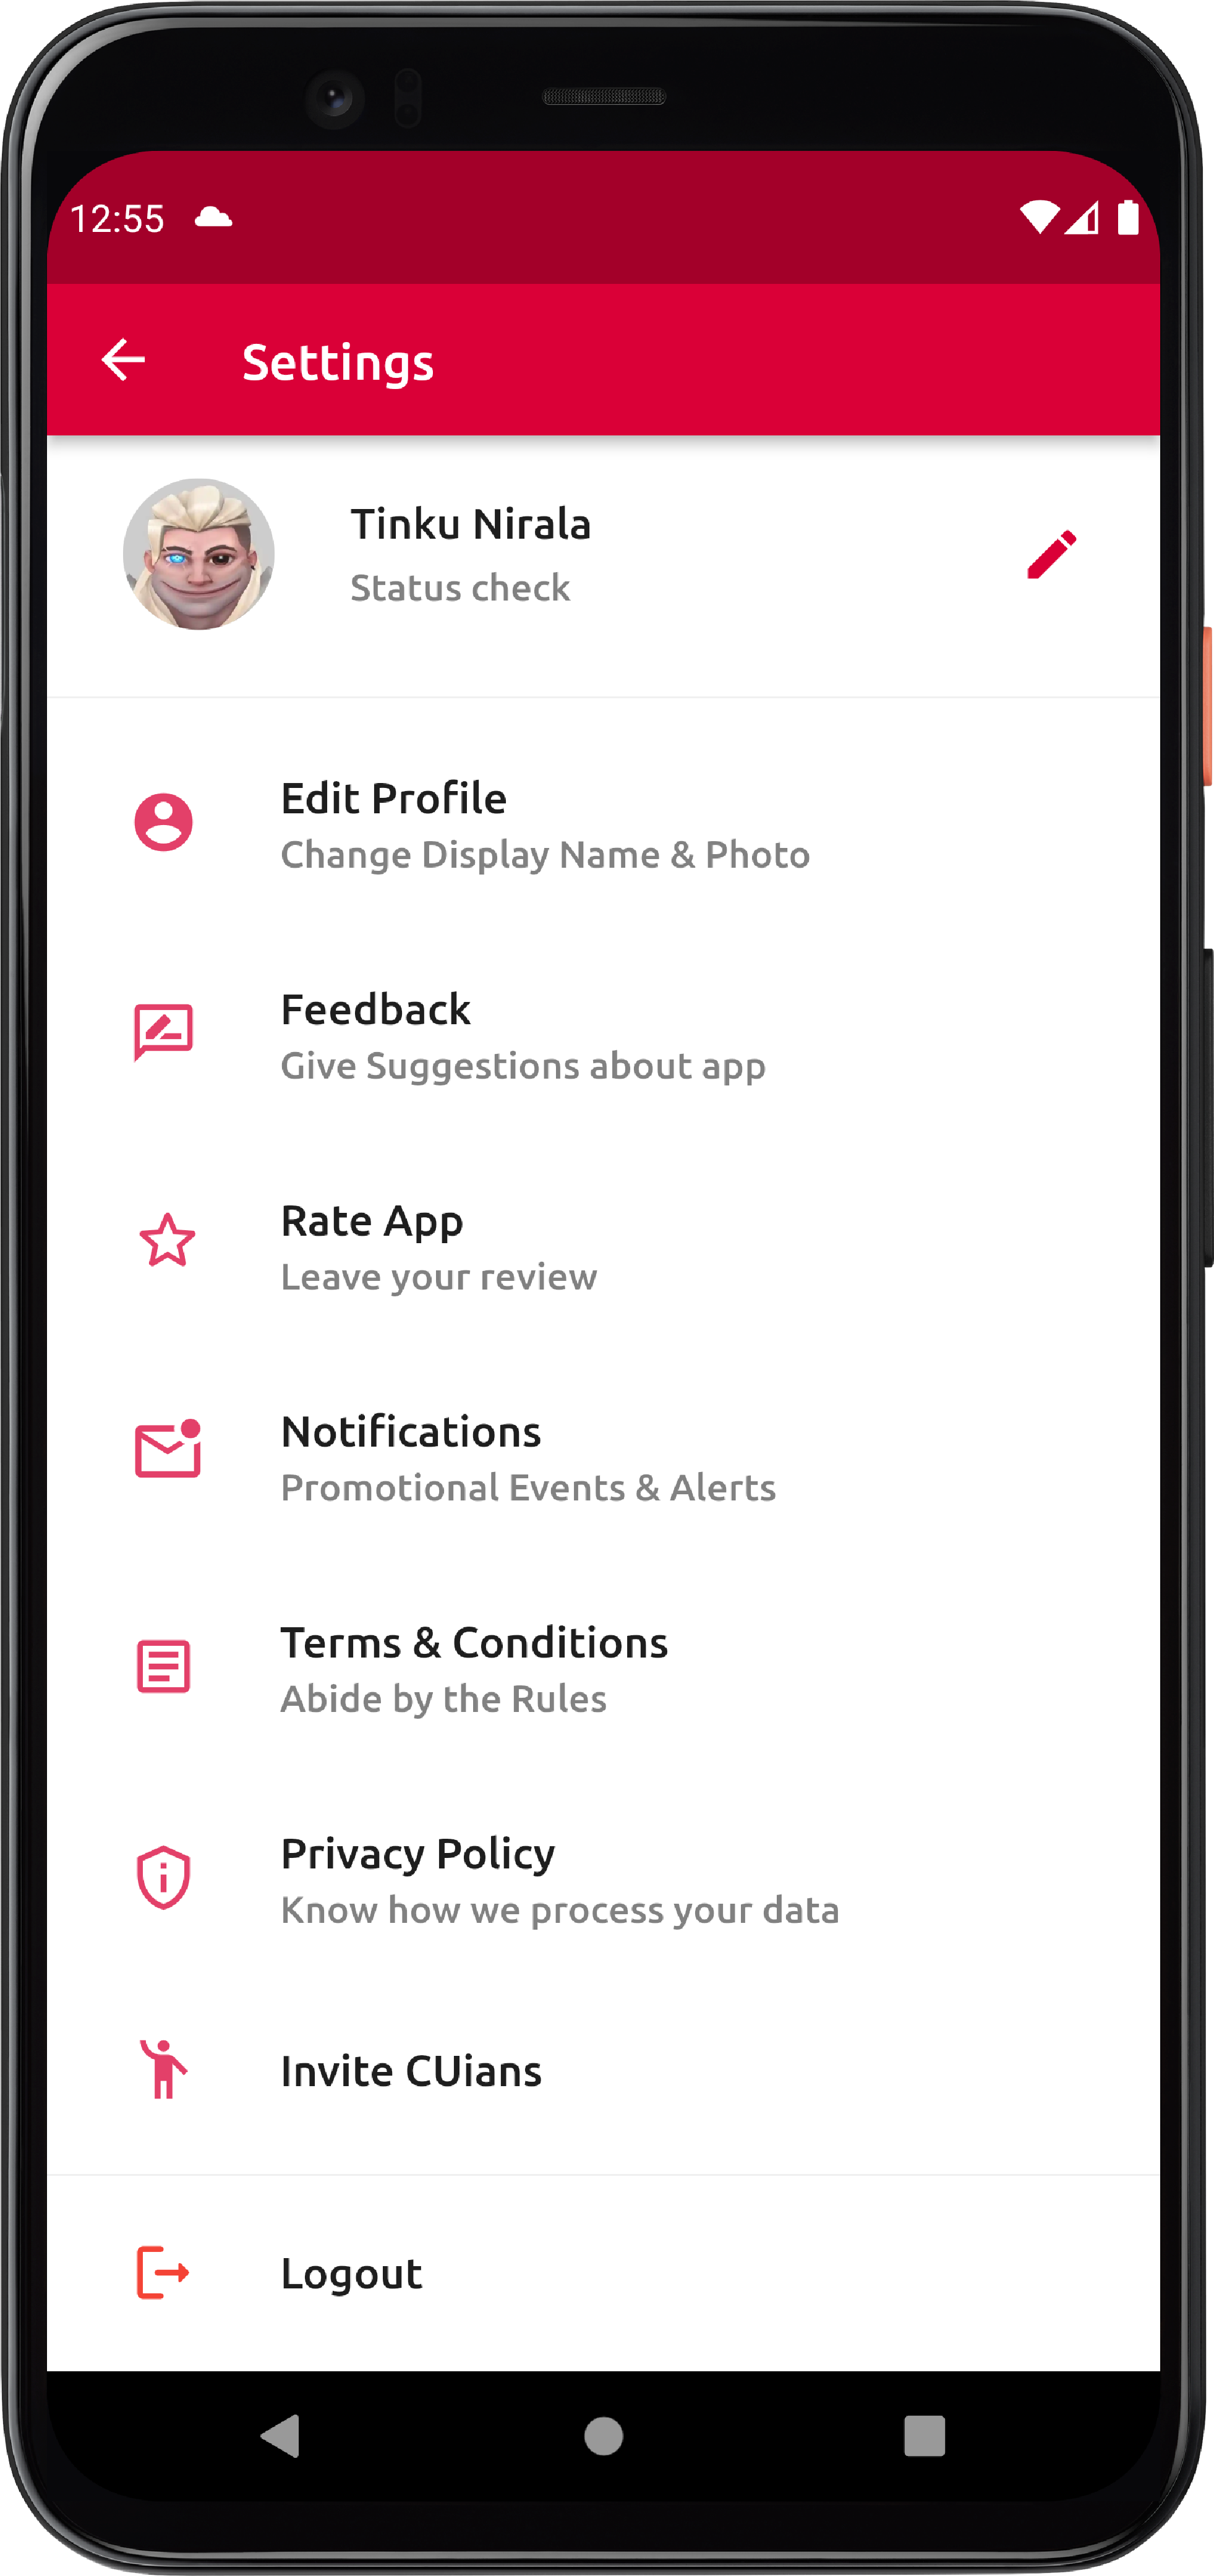 12:55
Settings
Tinku Nirala
Status check
Edit Profile
Change Display Name & Photo
Feedback
Give Suggestions about app
Rate App
Leave your review
Notifications
Promotional Events & Alerts
Terms & Conditions
Abide by the Rules
Privacy Policy
Know how we process your data
Invite CUians
Logout